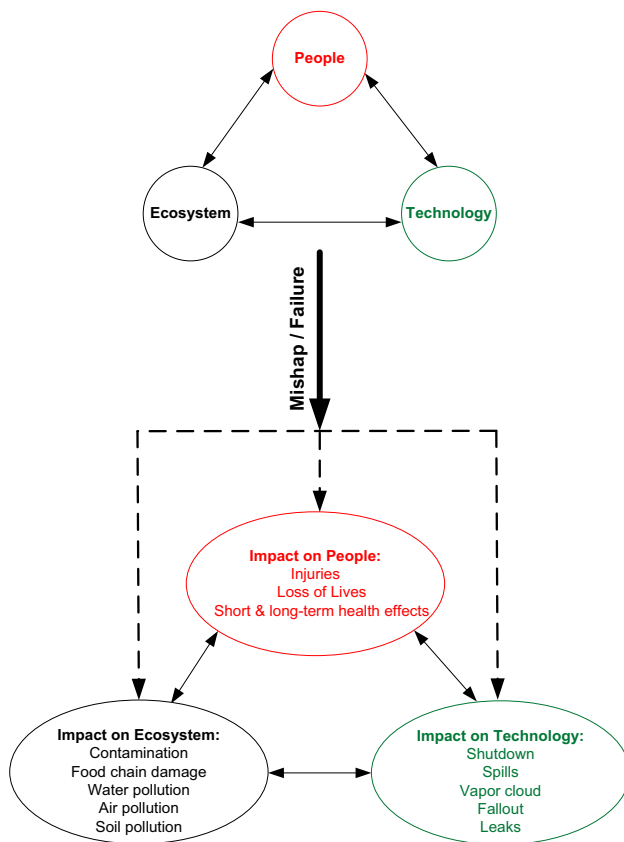 People
Ecosystem
Technology
Mishap / Failure
Impact on People:
Injuries
Loss of Lives
Short & long-term health effects
Impact on Ecosystem:
Contamination
Food chain damage
Water pollution
Air pollution
Soil pollution
Impact on Technology:
Shutdown
Spills
Vapor cloud
Fallout
Leaks